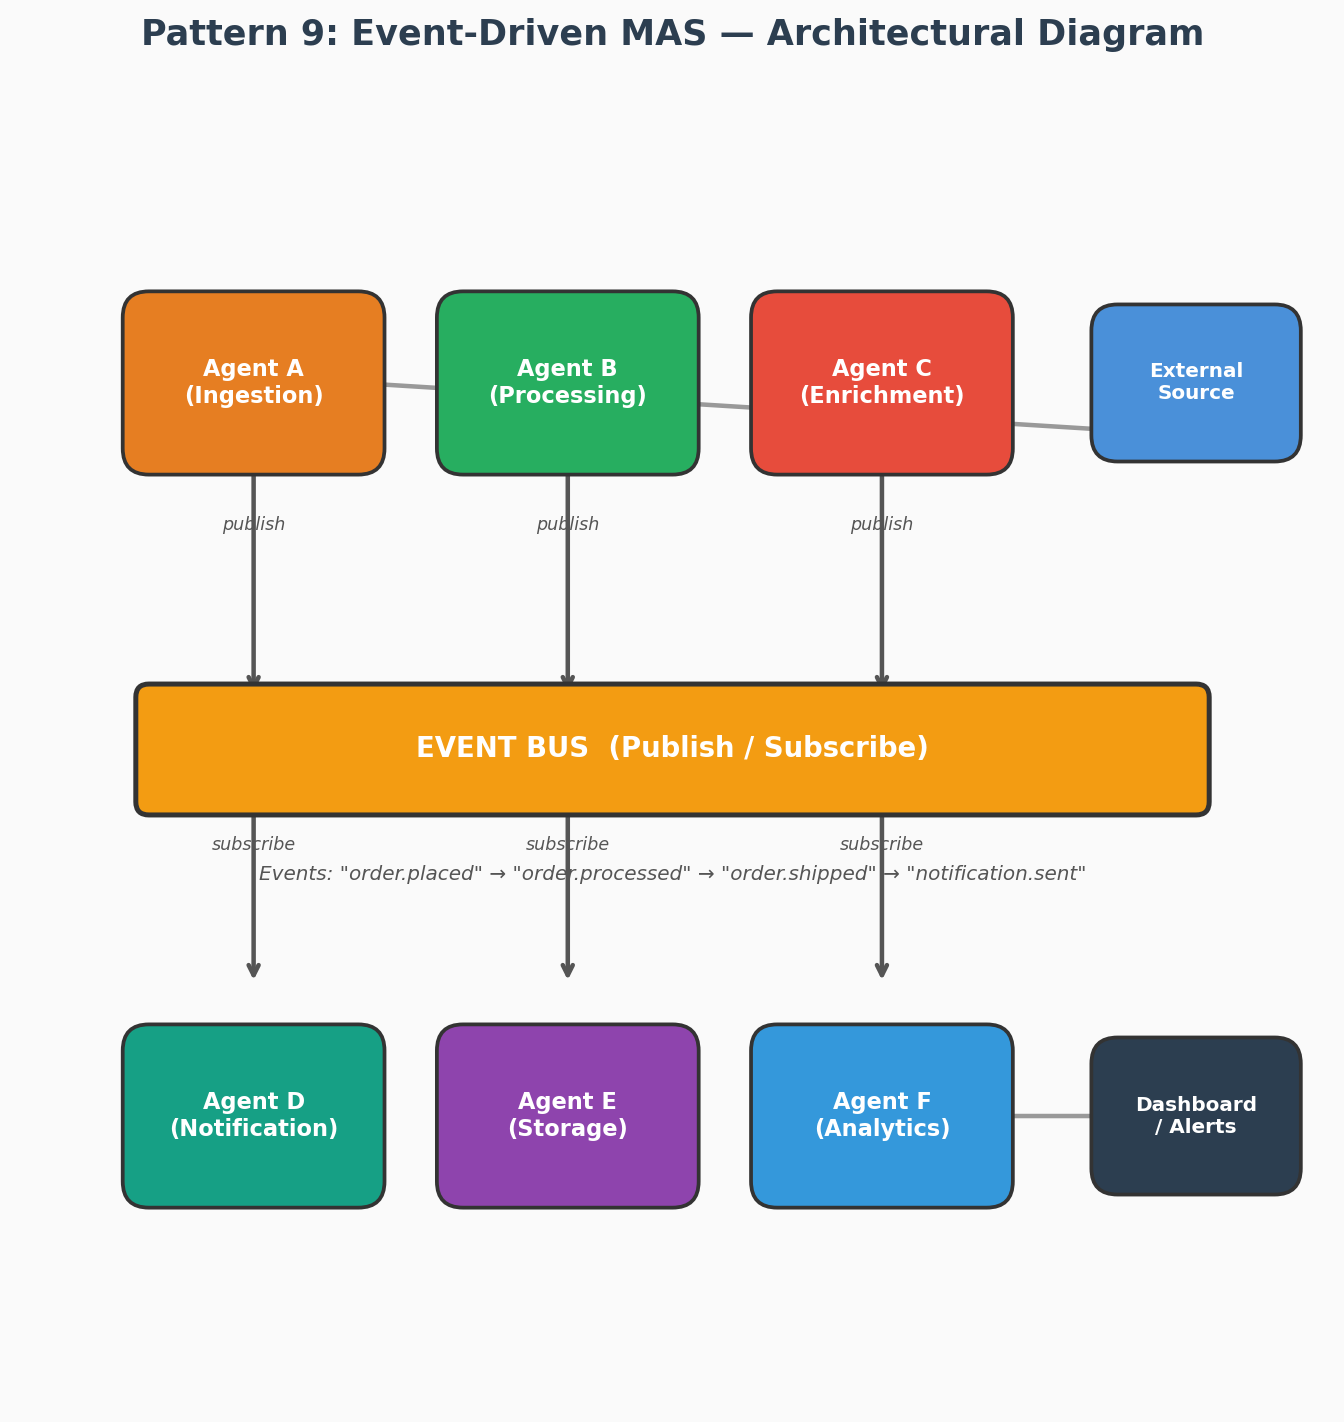 Pattern 9: Event-Driven MAS — Architectural Diagram
Agent A
(Ingestion)
Agent B
(Processing)
Agent C
(Enrichment)
External
Source
publish
publish
publish
EVENT BUS  (Publish / Subscribe)
subscribe
subscribe
subscribe
Events: "order.placed" → "order.processed" → "order.shipped" → "notification.sent"
Agent D
(Notification)
Agent E
(Storage)
Agent F
(Analytics)
Dashboard
/ Alerts